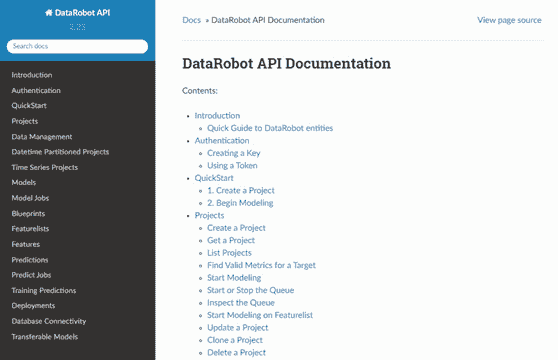 DataRobot API
Search docs
Introduction
Authentication
QuickStart
Projects
Data Management
Datetime Partitioned Projects
Time Series Projects
Models
Model Jobs
Blueprints
Featurelists
Features
Predictions
Predict Jobs
Training Predictions
Deployments
Database Connectivity
Transferable Models
Docs » DataRobot API Documentation
View page source
DataRobot API Documentation
Contents:
Introduction
Quick Guide to DataRobot entities
Authentication
Creating a Key
Using a Token
QuickStart
1. Create a Project
2. Begin Modeling
Projects
Create a Project
Get a Project
List Projects
Find Valid Metrics for a Target
Start Modeling
Start or Stop the Queue
Inspect the Queue
Start Modeling on Featurelist
Update a Project
Clone a Project
Delete a Project